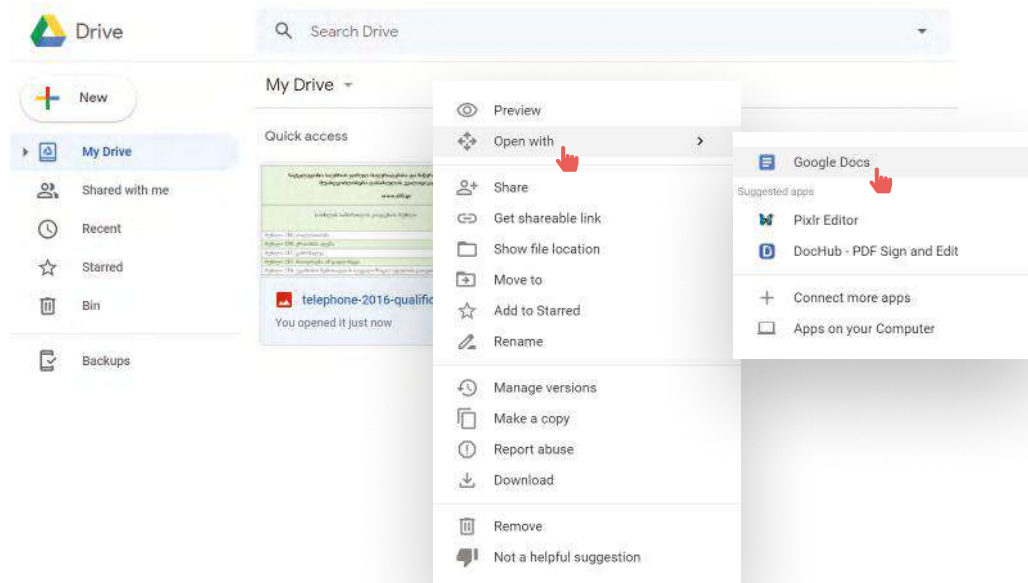 Drive
Search Drive
New
My Drive
Shared with me
Recent
Starred
Bin
Backups
My Drive
Quick access
telephone-2016-qualific
You opened it just now
Preview
Open with
Share
Get shareable link
Show file location
Move to
Add to Starred
Rename
Manage versions
Make a copy
Report abuse
Download
Remove
Not a helpful suggestion
Google Docs
Suggested apps
Pixlr Editor
DocHub - PDF Sign and Edit
Connect more apps
Apps on your Computer